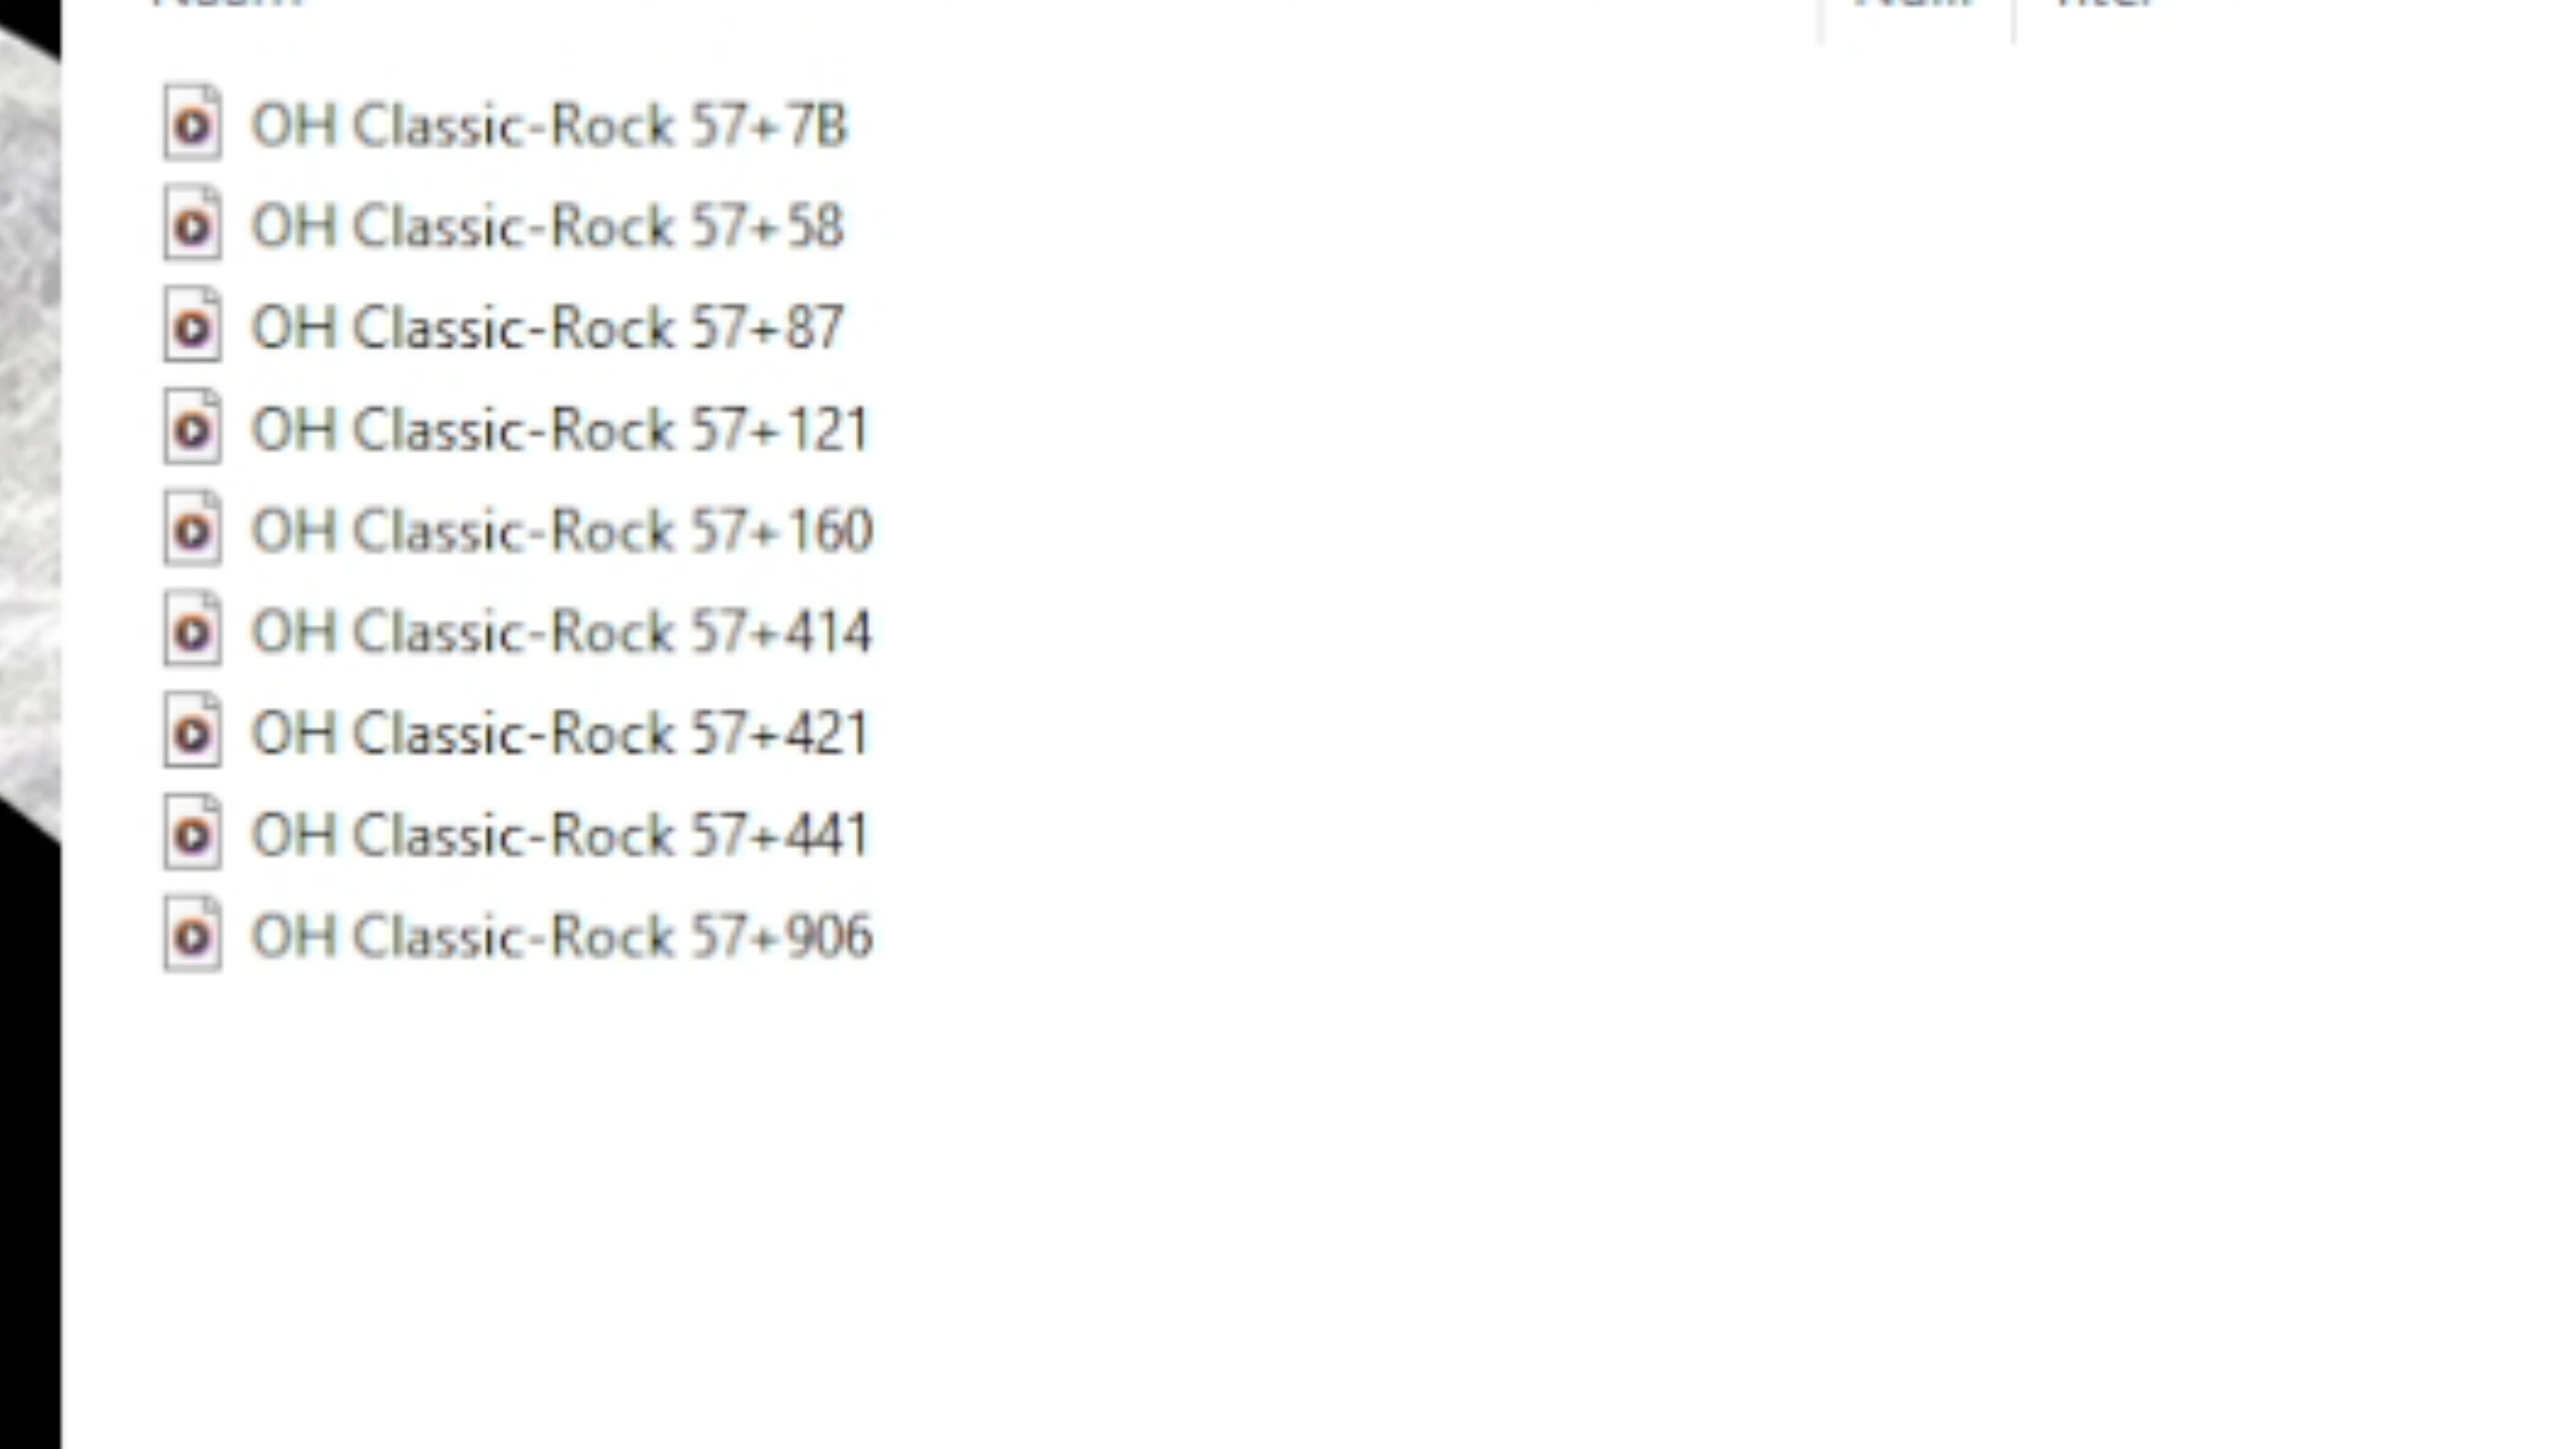 OH Classic-Rock 57+7B
OH Classic-Rock 57+58
OH Classic-Rock 57+87
OH Classic-Rock 57+121
OH Classic-Rock 57+160
OH Classic-Rock 57+414
OH Classic-Rock 57+421
OH Classic-Rock 57+441
OH Classic-Rock 57+906